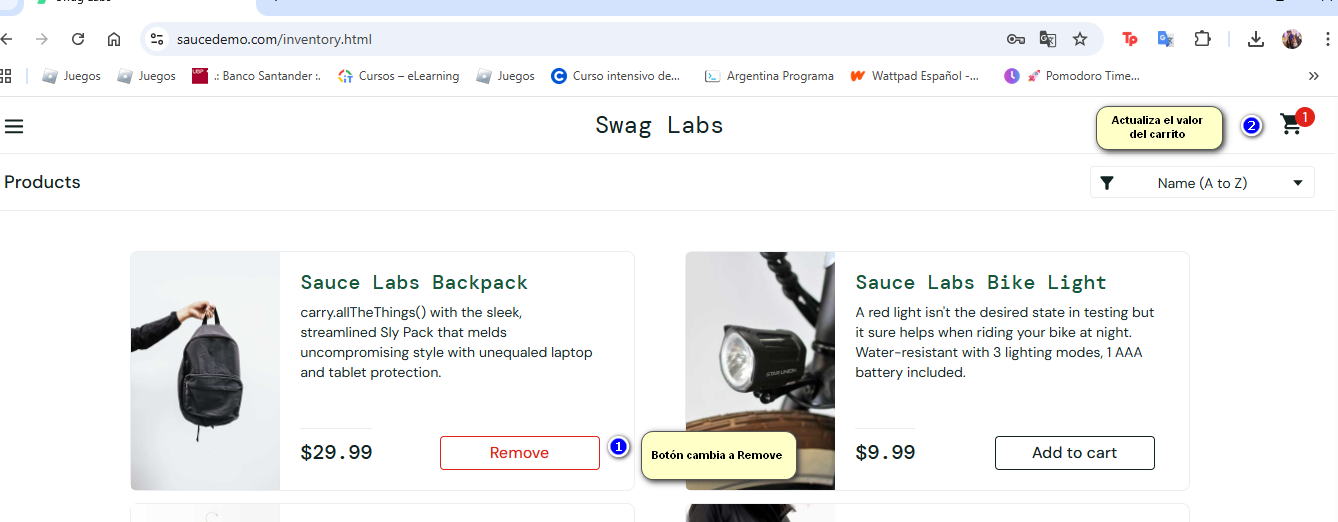 Swag Labs
saucedemo.com/inventory.html
Juegos
Juegos
.: Banco Santander :.
Cursos – eLearning
Juegos
Curso intensivo de...
Argentina Programa
Wattpad Español -...
🚀 Pomodoro Time...
Swag Labs
Actualiza el valor
del carrito
2
1
Products
Name (A to Z)
Sauce Labs Backpack
carry.allTheThings() with the sleek,
streamlined Sly Pack that melds
uncompromising style with unequaled laptop
and tablet protection.
$29.99
Remove
1
Botón cambia a Remove
Sauce Labs Bike Light
A red light isn't the desired state in testing but
it sure helps when riding your bike at night.
Water-resistant with 3 lighting modes, 1 AAA
battery included.
STAR UNION
$9.99
Add to cart